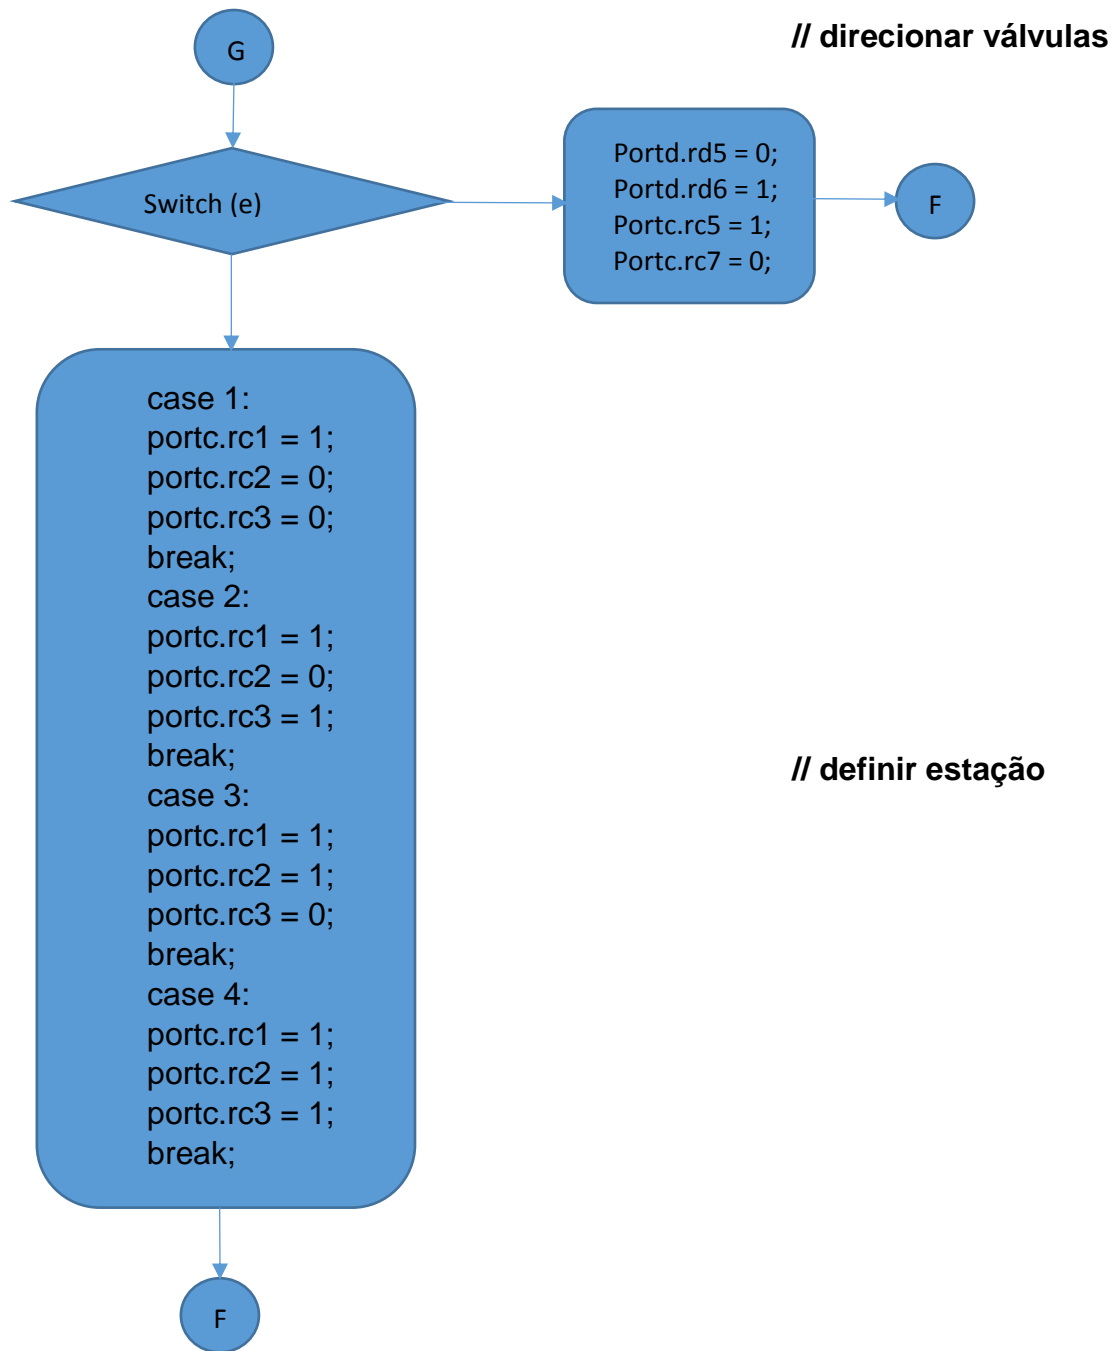 G
// direcionar válvulas
Switch (e)
Portd.rd5 = 0;
Portd.rd6 = 1;
Portc.rc5 = 1;
Portc.rc7 = 0;
F
case 1:
portc.rc1 = 1;
portc.rc2 = 0;
portc.rc3 = 0;
break;
case 2:
portc.rc1 = 1;
portc.rc2 = 0;
portc.rc3 = 1;
break;
case 3:
portc.rc1 = 1;
portc.rc2 = 1;
portc.rc3 = 0;
break;
case 4:
portc.rc1 = 1;
portc.rc2 = 1;
portc.rc3 = 1;
break;
// definir estação
F